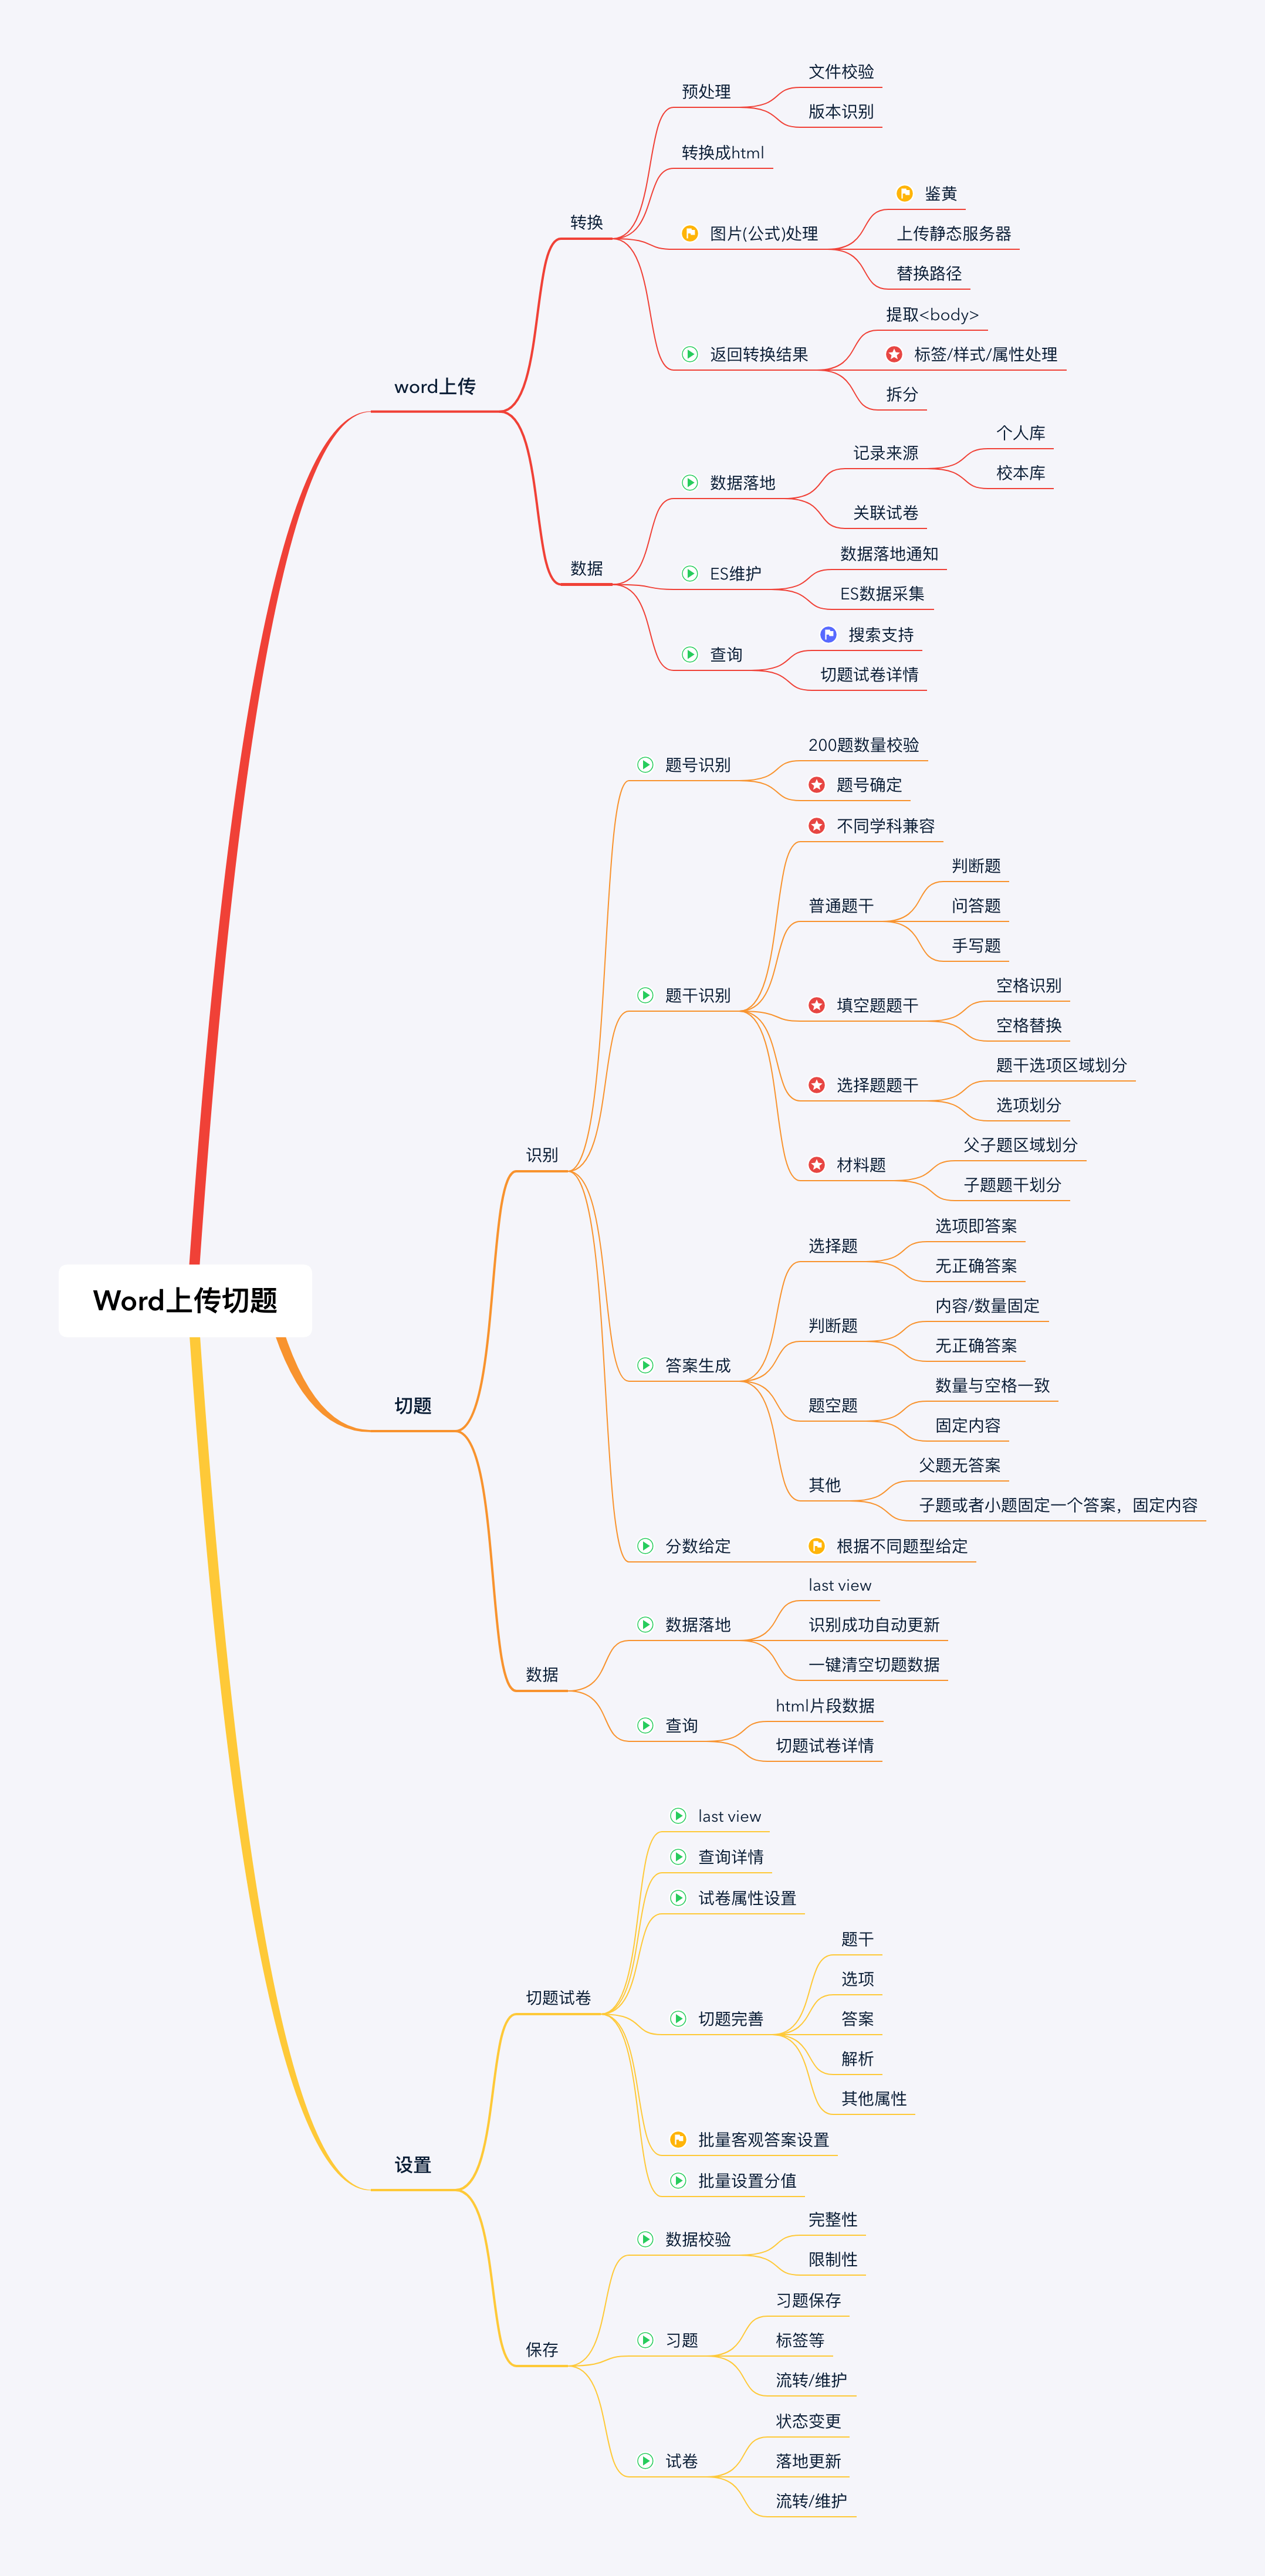 Word上传切题
word上传
转换
预处理
文件校验
版本识别
转换成html
图片(公式)处理
鉴黄
上传静态服务器
替换路径
返回转换结果
提取<body>
标签/样式/属性处理
拆分
数据
数据落地
记录来源
个人库
校本库
关联试卷
ES维护
数据落地通知
ES数据采集
查询
搜索支持
切题试卷详情
切题
识别
题号识别
200题数量校验
题号确定
题干识别
不同学科兼容
普通题干
判断题
问答题
手写题
填空题题干
空格识别
空格替换
选择题题干
题干选项区域划分
选项划分
材料题
父子题区域划分
子题题干划分
答案生成
选择题
选项即答案
无正确答案
判断题
内容/数量固定
无正确答案
题空题
数量与空格一致
固定内容
其他
父题无答案
子题或者小题固定一个答案，固定内容
分数给定
根据不同题型给定
数据
数据落地
last view
识别成功自动更新
一键清空切题数据
查询
html片段数据
切题试卷详情
设置
切题试卷
last view
查询详情
试卷属性设置
切题完善
题干
选项
答案
解析
其他属性
批量客观答案设置
批量设置分值
保存
数据校验
完整性
限制性
习题
习题保存
标签等
流转/维护
试卷
状态变更
落地更新
流转/维护